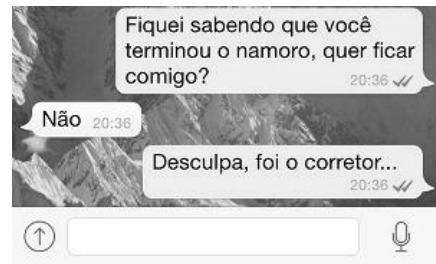 Fiquei sabendo que você
terminou o namoro, quer ficar
comigo?
20:36
Não 20:36
Desculpa, foi o corretor...
20:36